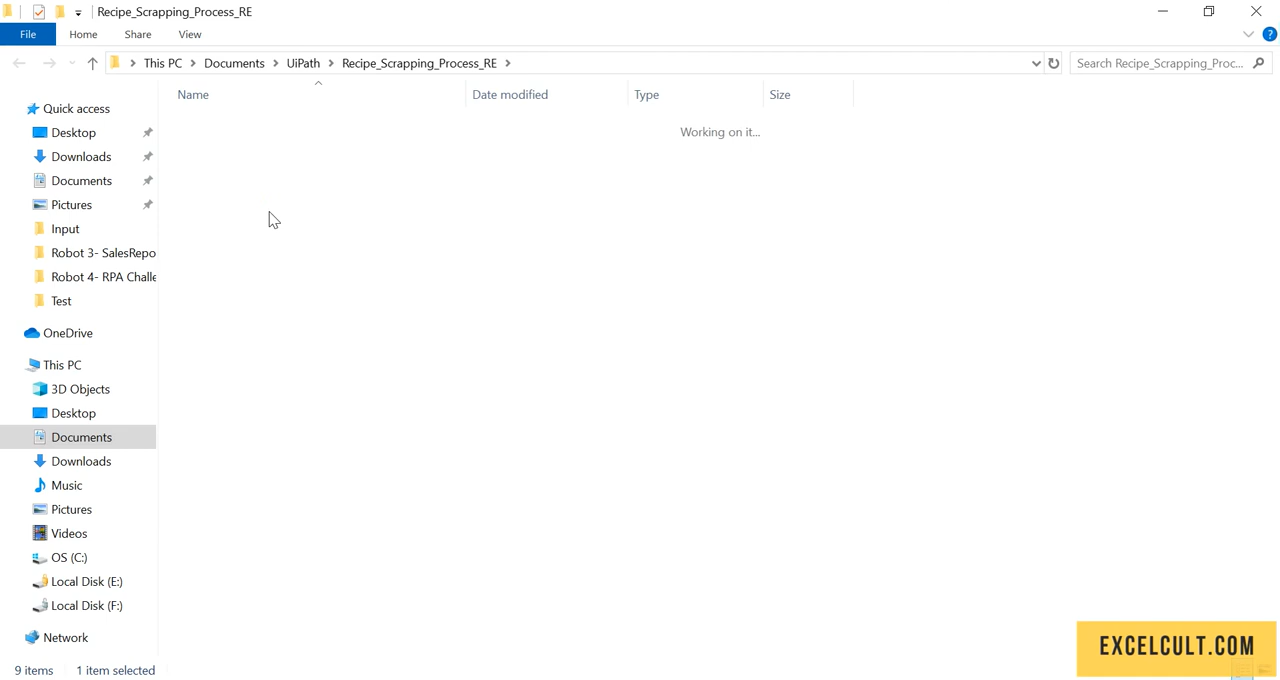 Recipe_Scrapping_Process_RE
File Home Share View
This PC Documents UiPath Recipe_Scrapping_Process_RE
Search Recipe_Scrapping_Proc...
Name Date modified Type Size
Working on it...
Quick access
Desktop
Downloads
Documents
Pictures
Input
Robot 3- SalesRepo
Robot 4- RPA Challe
Test
OneDrive
This PC
3D Objects
Desktop
Documents
Downloads
Music
Pictures
Videos
OS (C:)
Local Disk (E:)
Local Disk (F:)
Network
EXCELCULT.COM
9 items 1 item selected